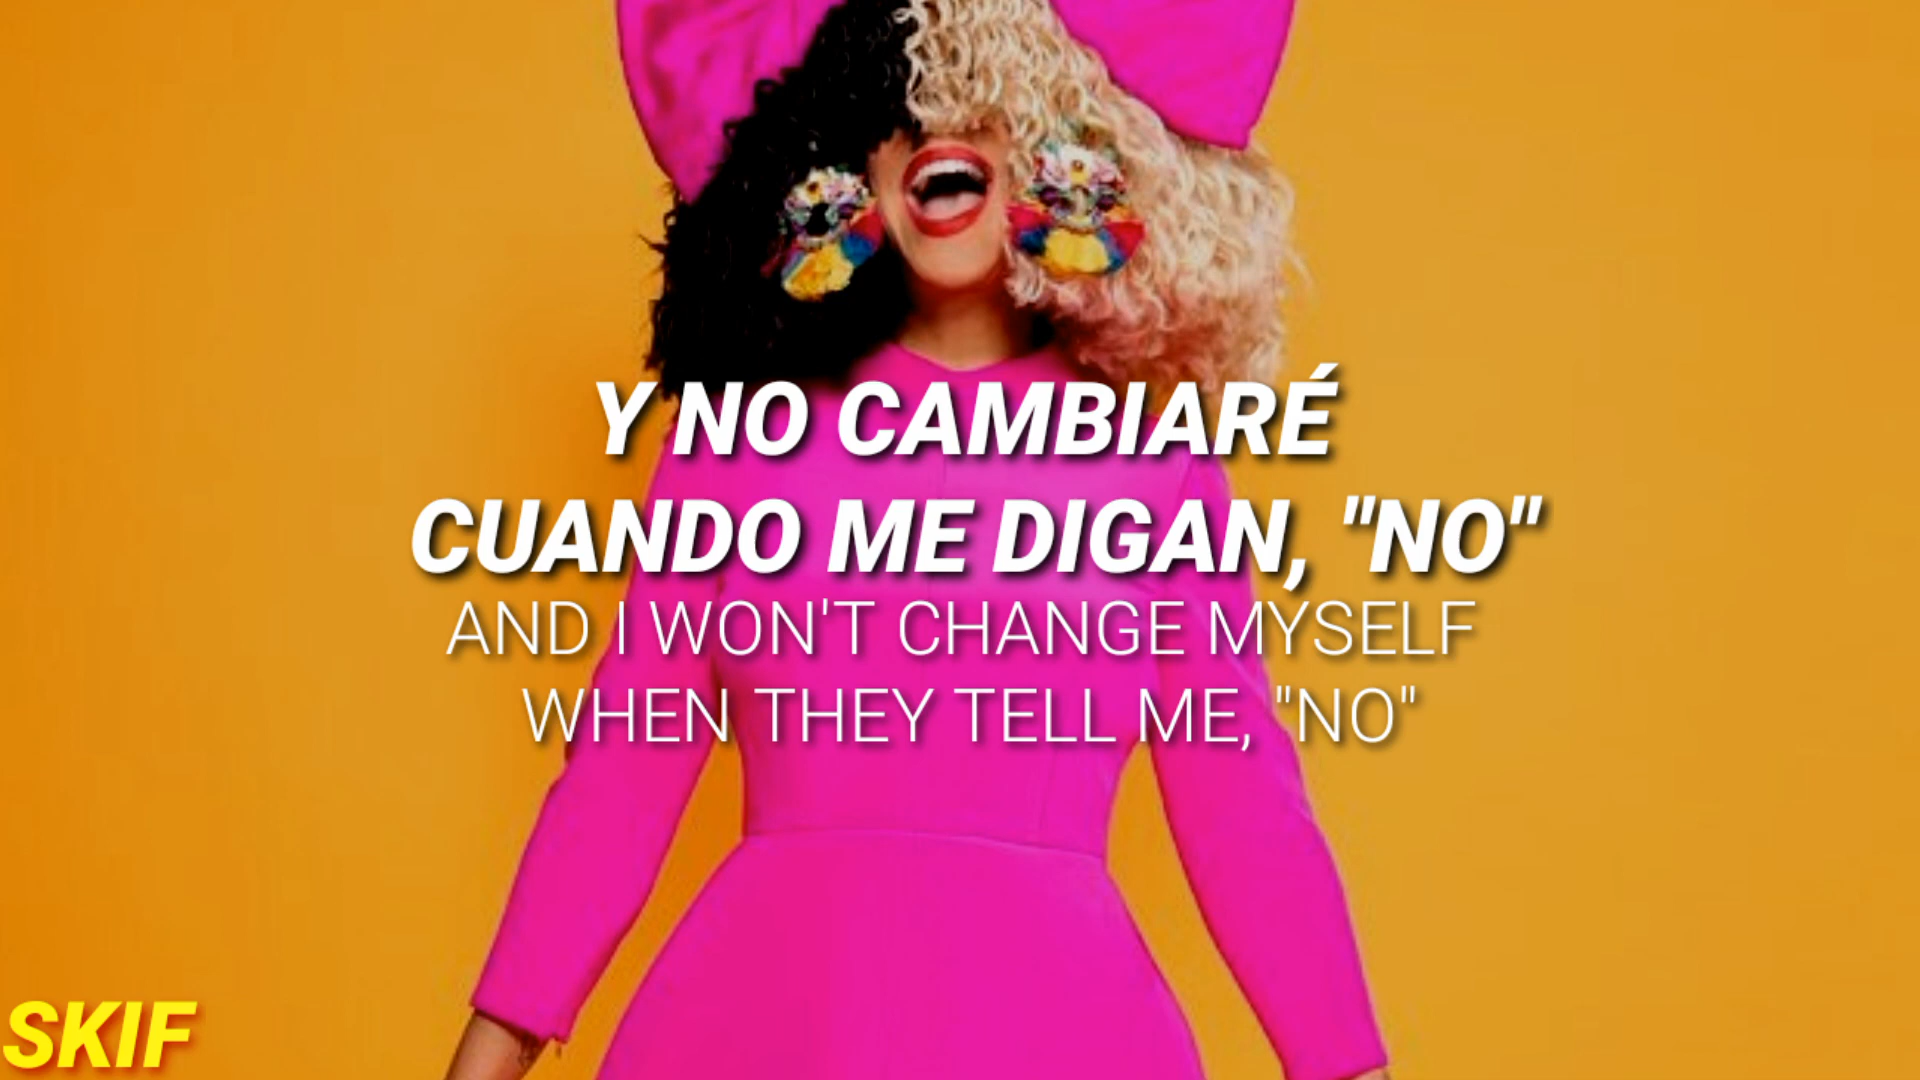 Y NO CAMBIARÉ
CUANDO ME DIGAN, "NO"
AND I WON'T CHANGE MYSELF
WHEN THEY TELL ME, "NO"
SKIF